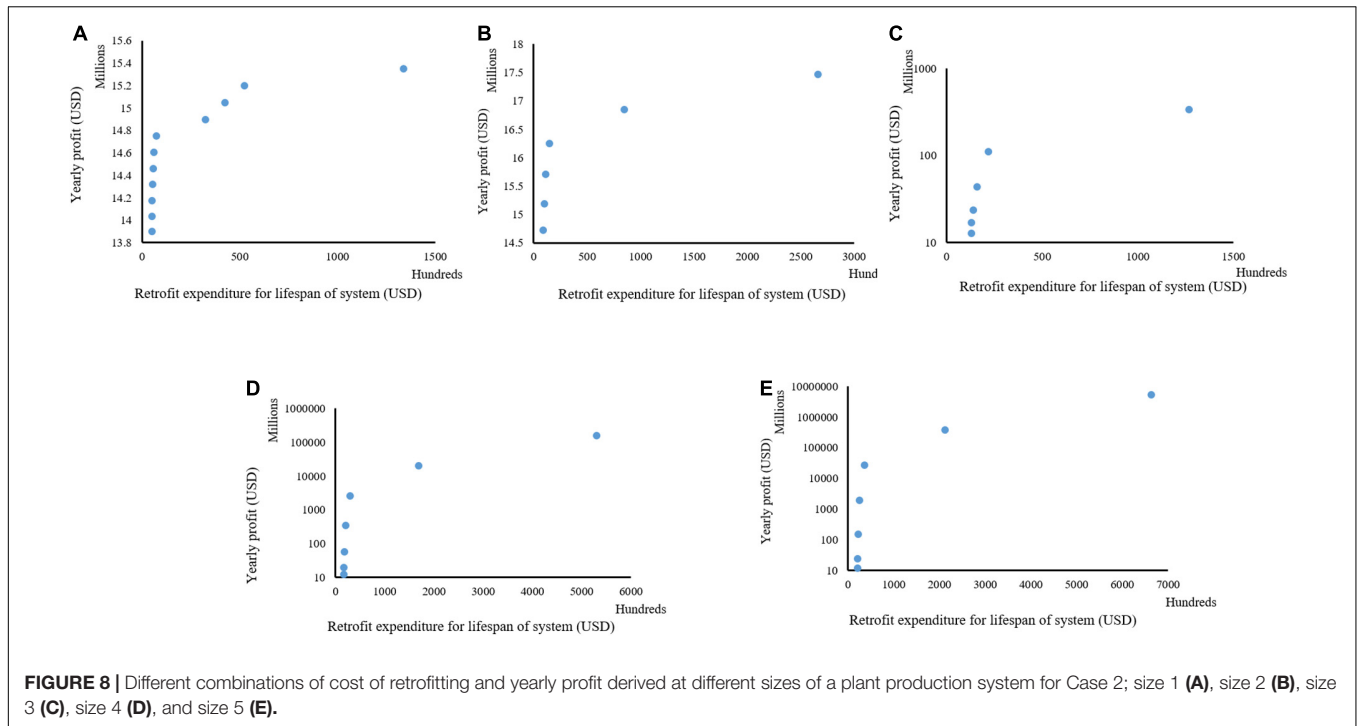 A
Millions
Yearly profit (USD)
15.6
15.4
15.2
15
14.8
14.6
14.4
14.2
14
13.8
0 500 1000 1500
Hundreds
Retrofit expenditure for lifespan of system (USD)
B
Millions
Yearly profit (USD)
18
17.5
17
16.5
16
15.5
15
14.5
0 500 1000 1500 2000 2500 3000
Hund
Retrofit expenditure for lifespan of system (USD)
C
Millions
Yearly profit (USD)
1000
100
10
0 500 1000 1500
Hundreds
Retrofit expenditure for lifespan of system (USD)
D
Millions
Yearly profit (USD)
1000000
100000
10000
1000
100
10
0 1000 2000 3000 4000 5000 6000
Hundreds
Retrofit expenditure for lifespan of system (USD)
E
Millions
Yearly profit (USD)
10000000
1000000
100000
10000
1000
100
10
0 1000 2000 3000 4000 5000 6000 7000
Hundreds
Retrofit expenditure for lifespan of system (USD)
FIGURE 8 | Different combinations of cost of retrofitting and yearly profit derived at different sizes of a plant production system for Case 2; size 1 (A), size 2 (B), size
3 (C), size 4 (D), and size 5 (E).